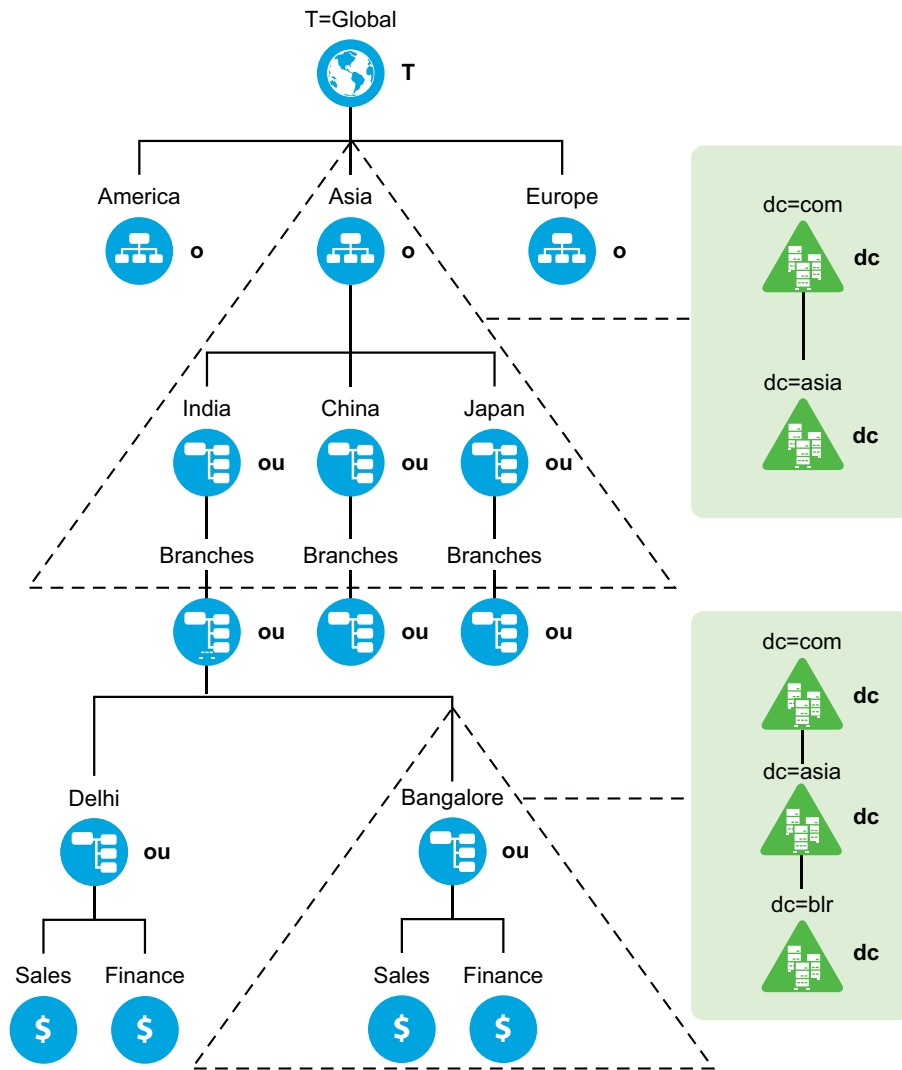 T=Global
T
America
Asia
Europe
o
o
o
India
China
Japan
ou
ou
ou
Branches
Branches
Branches
ou
ou
ou
Delhi
Bangalore
ou
ou
Sales
Finance
Sales
Finance
$
$
$
$
dc=com
dc
dc=asia
dc
dc=com
dc
dc=asia
dc
dc=blr
dc